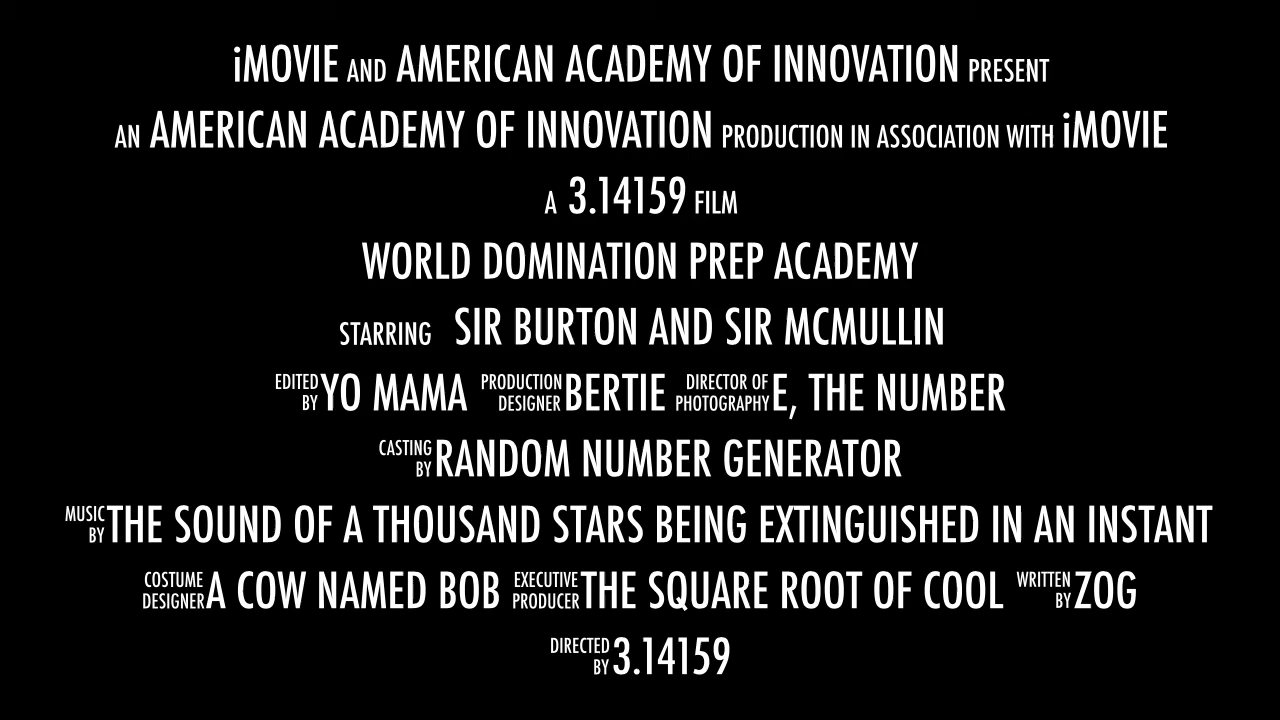 iMOVIE AND AMERICAN ACADEMY OF INNOVATION PRESENT
AN AMERICAN ACADEMY OF INNOVATION PRODUCTION IN ASSOCIATION WITH iMOVIE
A 3.14159 FILM
WORLD DOMINATION PREP ACADEMY
STARRING SIR BURTON AND SIR MCMULLIN
EDITED BY YO MAMA PRODUCTION DESIGNER BERTIE DIRECTOR OF PHOTOGRAPHY E, THE NUMBER
CASTING BY RANDOM NUMBER GENERATOR
MUSIC BY THE SOUND OF A THOUSAND STARS BEING EXTINGUISHED IN AN INSTANT
COSTUME DESIGNER A COW NAMED BOB EXECUTIVE PRODUCER THE SQUARE ROOT OF COOL WRITTEN BY ZOG
DIRECTED BY 3.14159